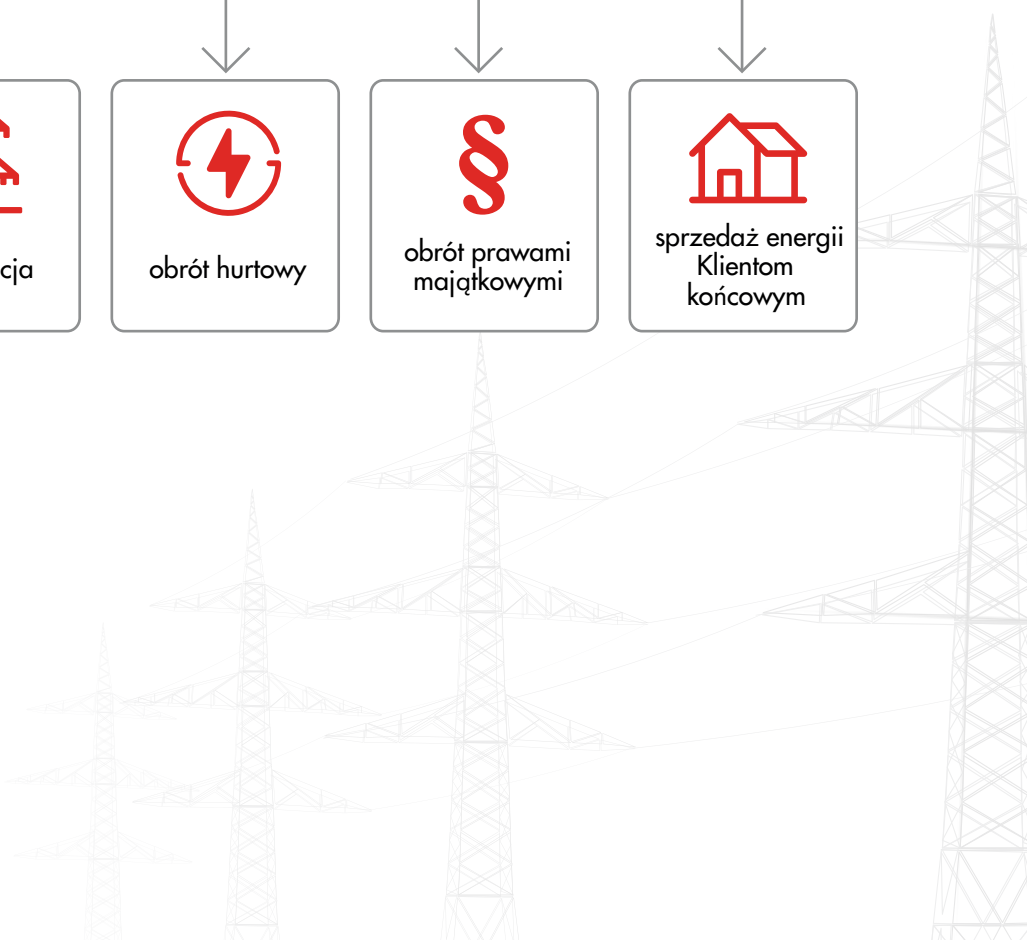 cja
obrót hurtowy
§
obrót prawami
majątkowymi
sprzedaż energii
Klientom
końcowym